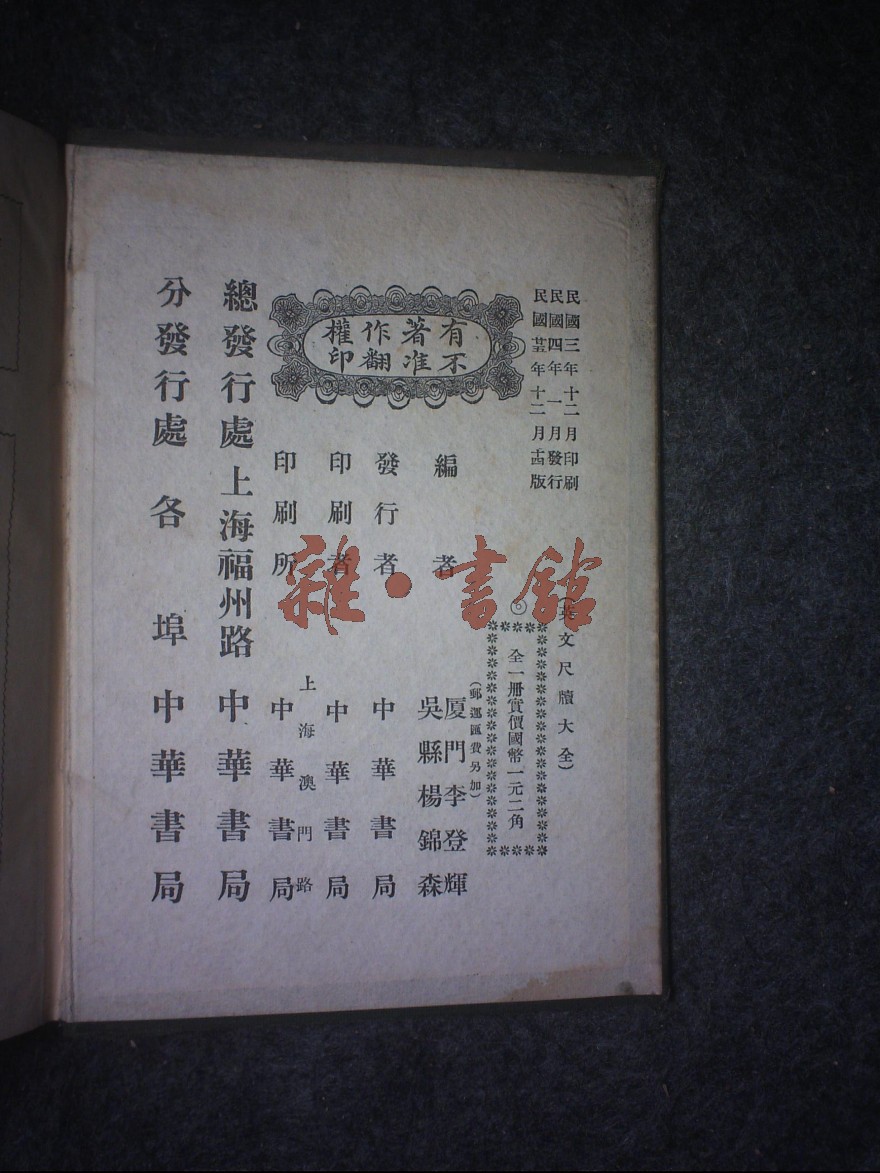 民國三年十二月印刷
民國四年一月發行
民國廿五年十二月十四版
(英文尺牘大全)
全一册實價國幣一元二角
(郵運匯費另加)
有著作權
不准翻印
編者
厦門李登輝
吳縣楊錦森
發行者 中華書局
印刷者 中華書局
印刷所 上海澳門路 中華書局
總發行處 上海福州路 中華書局
分發行處 各埠 中華書局
雜·書館